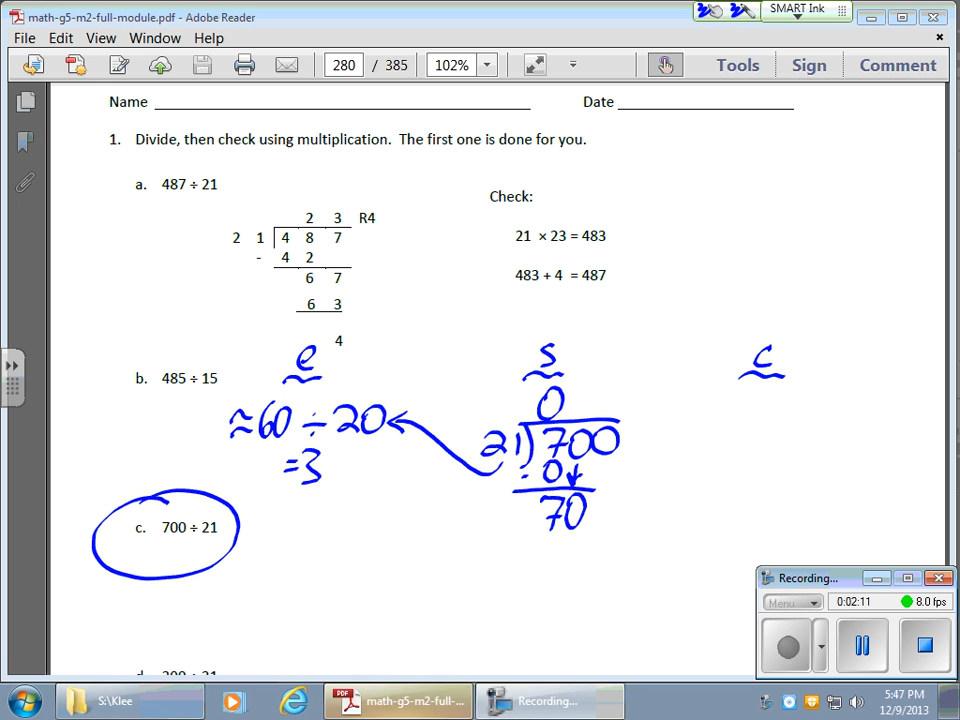 math-g5-m2-full-module.pdf - Adobe Reader
SMART Ink
File Edit View Window Help
280 / 385 102% Tools Sign Comment
Name Date
1. Divide, then check using multiplication. The first one is done for you.
a. 487 ÷ 21
Check:
2 3 R4
2 1 4 8 7
21 × 23 = 483
- 4 2
6 7
483 + 4 = 487
6 3
4
e s c
b. 485 ÷ 15
0
≈60 ÷ 20
21 700
=3
- 0
70
c. 700 ÷ 21
Recording...
Menu 0:02:11 8.0 fps
S:\Klee math-g5-m2-full-... Recording...
5:47 PM
12/9/2013